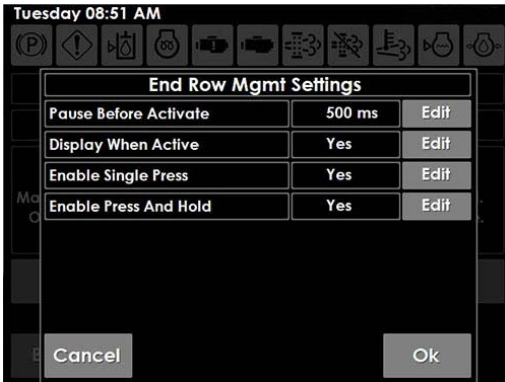 Tuesday 08:51 AM
(P)
End Row Mgmt Settings
Pause Before Activate 500 ms Edit
Display When Active Yes Edit
Enable Single Press Yes Edit
Enable Press And Hold Yes Edit
Cancel Ok